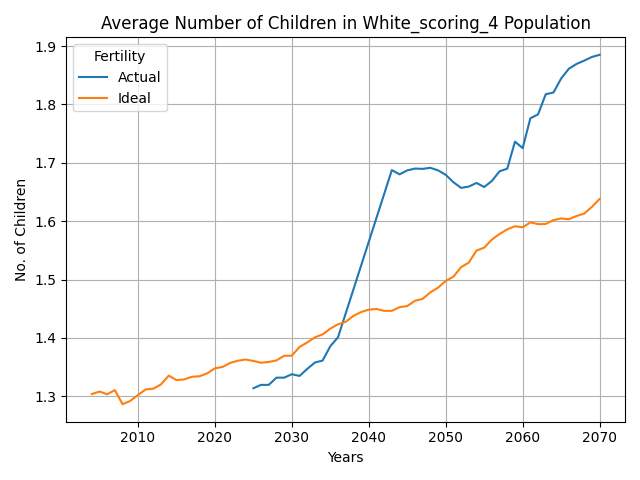 Average Number of Children in White_scoring_4 Population
Fertility
Actual
Ideal
1.9
1.8
1.7
1.6
1.5
1.4
1.3
No. of Children
2010 2020 2030 2040 2050 2060 2070
Years